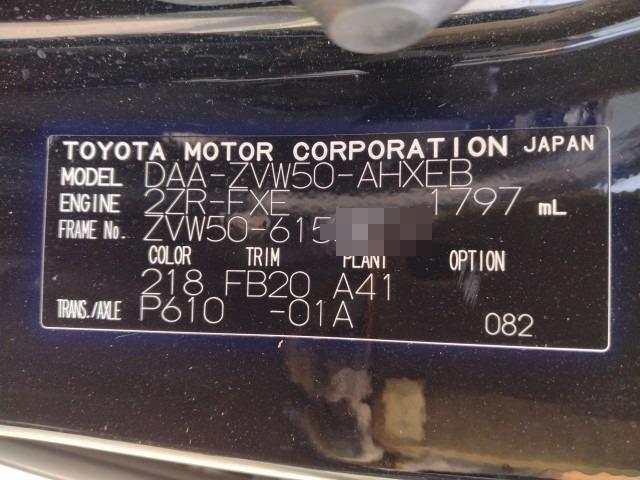 TOYOTA MOTOR CORPORATION JAPAN
MODEL DAA-ZVW50-AHXEB
ENGINE 2ZR-FXE 1797 mL
FRAME No. ZVW50-615
COLOR TRIM PLANT OPTION
218 FB20 A41
TRANS./AXLE P610 -01A
082